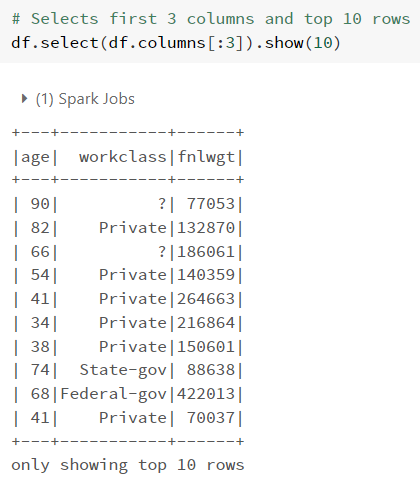 # Selects first 3 columns and top 10 rows
df.select(df.columns[:3]).show(10)
(1) Spark Jobs
+---+-----------+------+
|age|  workclass|fnlwgt|
+---+-----------+------+
| 90|          ?| 77053|
| 82|    Private|132870|
| 66|          ?|186061|
| 54|    Private|140359|
| 41|    Private|264663|
| 34|    Private|216864|
| 38|    Private|150601|
| 74|  State-gov| 88638|
| 68|Federal-gov|422013|
| 41|    Private| 70037|
+---+-----------+------+
only showing top 10 rows